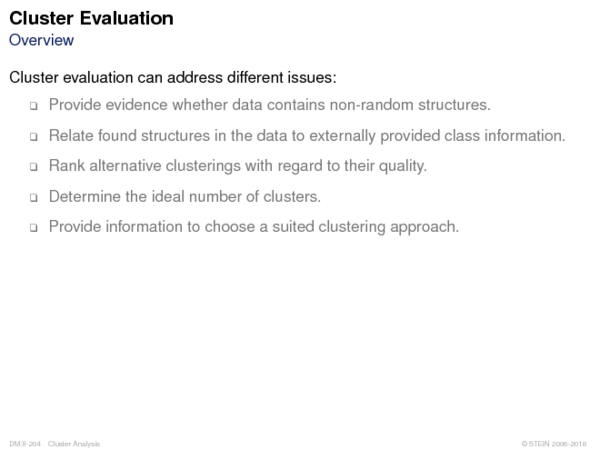 Cluster Evaluation
Overview
Cluster evaluation can address different issues:
❑ Provide evidence whether data contains non-random structures.
❑ Relate found structures in the data to externally provided class information.
❑ Rank alternative clusterings with regard to their quality.
❑ Determine the ideal number of clusters.
❑ Provide information to choose a suited clustering approach.
DM:II-204 Cluster Analysis
© STEIN 2006-2018